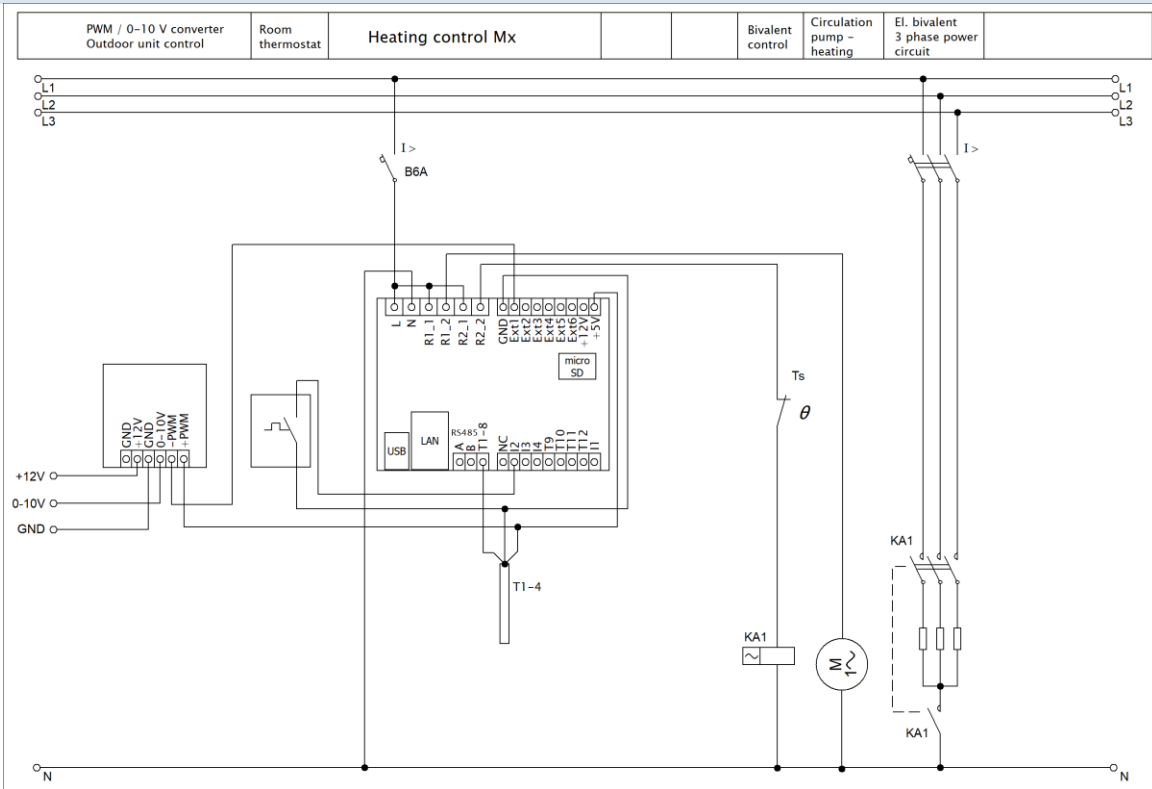 PWM / 0-10 V converter
Outdoor unit control
Room
thermostat
Heating control Mx
Bivalent
control
Circulation
pump -
heating
El. bivalent
3 phase power
circuit
L1
L2
L3
L1
L2
L3
I >
B6A
I >
L
N
R1_1
R1_2
R2_1
R2_2
GND
Ext1
Ext2
Ext3
Ext4
Ext5
Ext6
+12V
+5V
micro
SD
Ts
θ
GND
+12V
GND
0-10V
-PWM
+PWM
USB
LAN
RS485
A
B
T1-8
NC
I2
I3
I4
T9
T10
T11
T12
I1
+12V
0-10V
GND
T1-4
KA1
KA1
M
1~
KA1
N
N